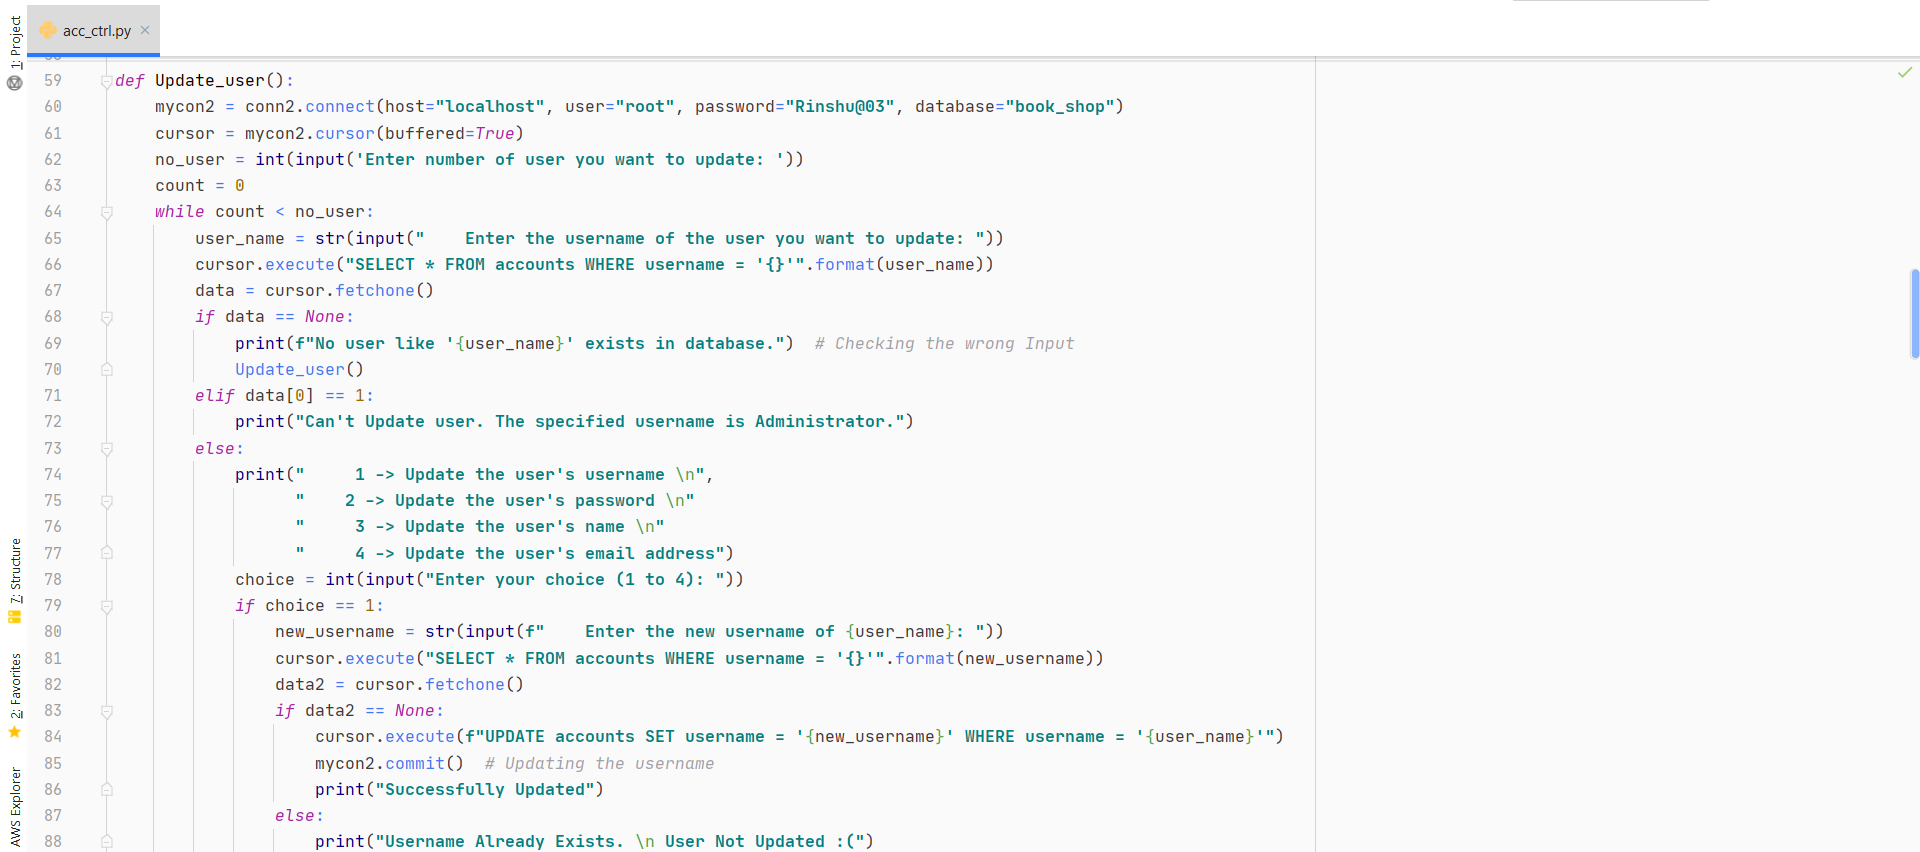 acc_ctrl.py
1: Project
7: Structure
2: Favorites
AWS Explorer
59 def Update_user():
60     mycon2 = conn2.connect(host="localhost", user="root", password="Rinshu@03", database="book_shop")
61     cursor = mycon2.cursor(buffered=True)
62     no_user = int(input('Enter number of user you want to update: '))
63     count = 0
64     while count < no_user:
65         user_name = str(input("    Enter the username of the user you want to update: "))
66         cursor.execute("SELECT * FROM accounts WHERE username = '{}'".format(user_name))
67         data = cursor.fetchone()
68         if data == None:
69             print(f"No user like '{user_name}' exists in database.")  # Checking the wrong Input
70             Update_user()
71         elif data[0] == 1:
72             print("Can't Update user. The specified username is Administrator.")
73         else:
74             print("     1 -> Update the user's username \n",
75                   "    2 -> Update the user's password \n"
76                   "     3 -> Update the user's name \n"
77                   "     4 -> Update the user's email address")
78             choice = int(input("Enter your choice (1 to 4): "))
79             if choice == 1:
80                 new_username = str(input(f"    Enter the new username of {user_name}: "))
81                 cursor.execute("SELECT * FROM accounts WHERE username = '{}'".format(new_username))
82                 data2 = cursor.fetchone()
83                 if data2 == None:
84                     cursor.execute(f"UPDATE accounts SET username = '{new_username}' WHERE username = '{user_name}'")
85                     mycon2.commit()  # Updating the username
86                     print("Successfully Updated")
87                 else:
88                     print("Username Already Exists. \n User Not Updated :(")